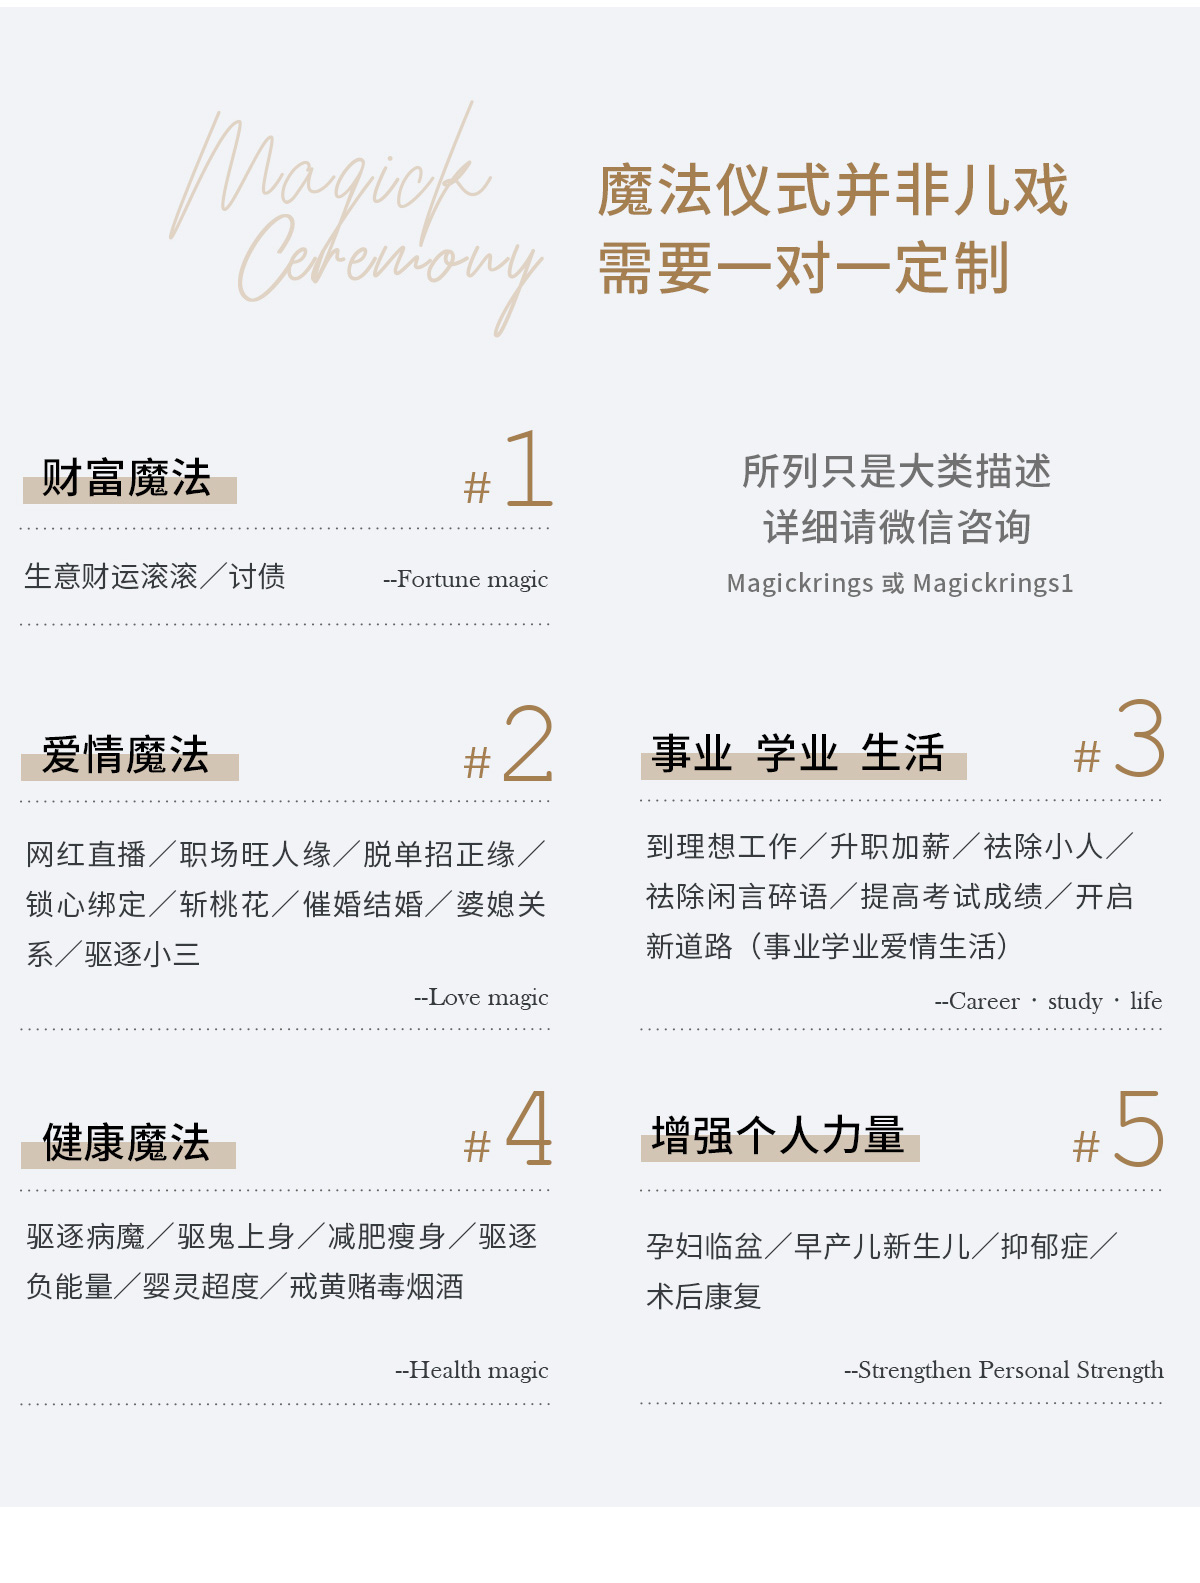 Magick
Ceremony
魔法仪式并非儿戏
需要一对一定制
财富魔法
#1
生意财运滚滚／讨债
--Fortune magic
所列只是大类描述
详细请微信咨询
Magickrings 或 Magickrings1
爱情魔法
#2
网红直播／职场旺人缘／脱单招正缘／
锁心绑定／斩桃花／催婚结婚／婆媳关
系／驱逐小三
--Love magic
事业 学业 生活
#3
到理想工作／升职加薪／祛除小人／
祛除闲言碎语／提高考试成绩／开启
新道路（事业学业爱情生活）
--Career · study · life
健康魔法
#4
驱逐病魔／驱鬼上身／减肥瘦身／驱逐
负能量／婴灵超度／戒黄赌毒烟酒
--Health magic
增强个人力量
#5
孕妇临盆／早产儿新生儿／抑郁症／
术后康复
--Strengthen Personal Strength